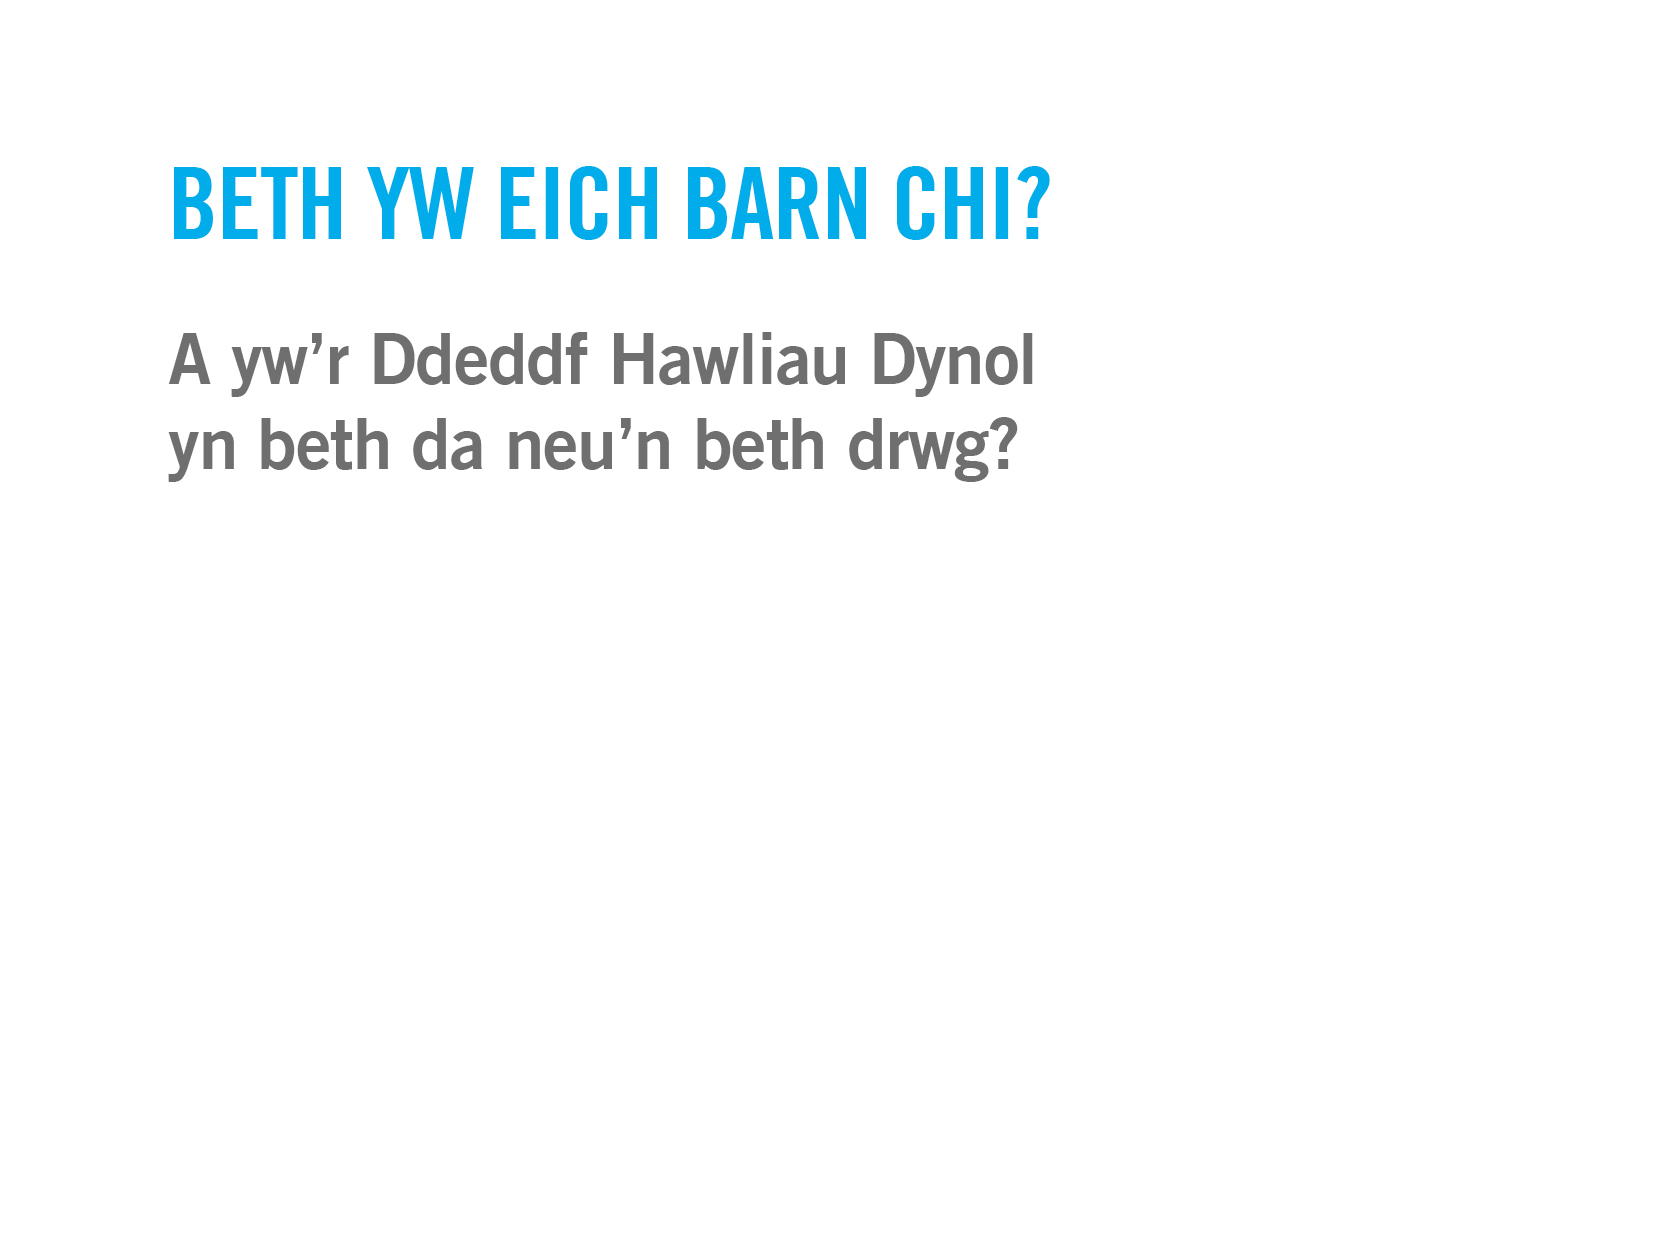 BETH YW EICH BARN CHI?
A yw’r Ddeddf Hawliau Dynol
yn beth da neu’n beth drwg?